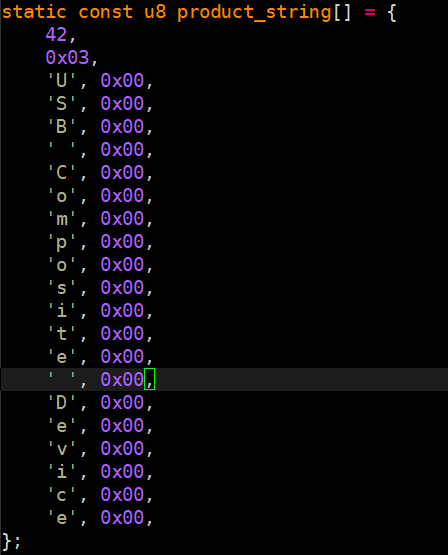 static const u8 product_string[] = {
    42,
    0x03,
    'U', 0x00,
    'S', 0x00,
    'B', 0x00,
    ' ', 0x00,
    'C', 0x00,
    'o', 0x00,
    'm', 0x00,
    'p', 0x00,
    'o', 0x00,
    's', 0x00,
    'i', 0x00,
    't', 0x00,
    'e', 0x00,
    ' ', 0x00,
    'D', 0x00,
    'e', 0x00,
    'v', 0x00,
    'i', 0x00,
    'c', 0x00,
    'e', 0x00,
};